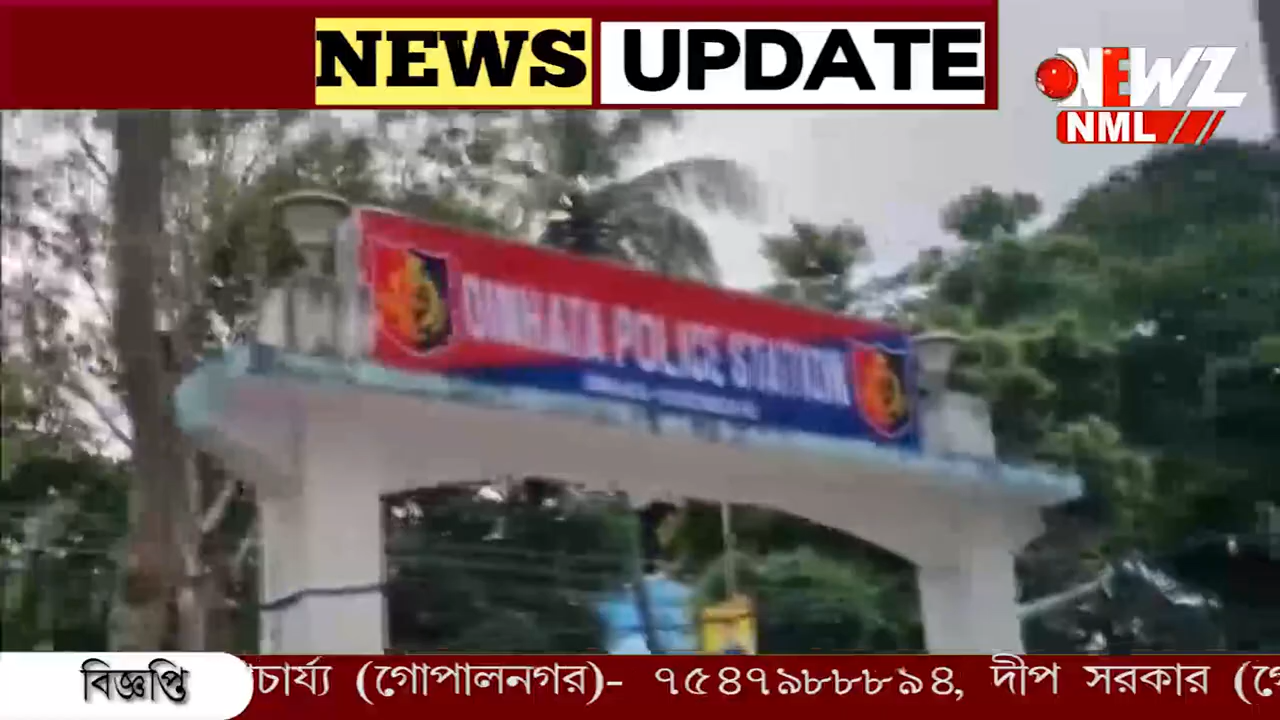 NEWS UPDATE
NEWZ
NML
DINHATA POLICE STATION
বিজ্ঞপ্তি
চার্য্য (গোপালনগর)- ৭৫৪৭৯৮৮৮৯৪, দীপ সরকার (গো